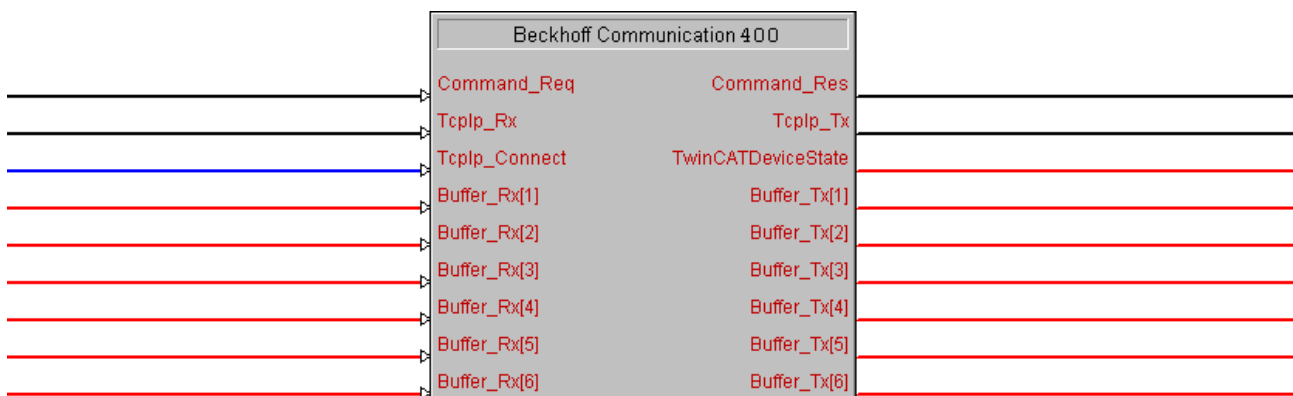 Beckhoff Communication 400
Command_Req Command_Res
TcpIp_Rx TcpIp_Tx
TcpIp_Connect TwinCATDeviceState
Buffer_Rx[1] Buffer_Tx[1]
Buffer_Rx[2] Buffer_Tx[2]
Buffer_Rx[3] Buffer_Tx[3]
Buffer_Rx[4] Buffer_Tx[4]
Buffer_Rx[5] Buffer_Tx[5]
Buffer_Rx[6] Buffer_Tx[6]